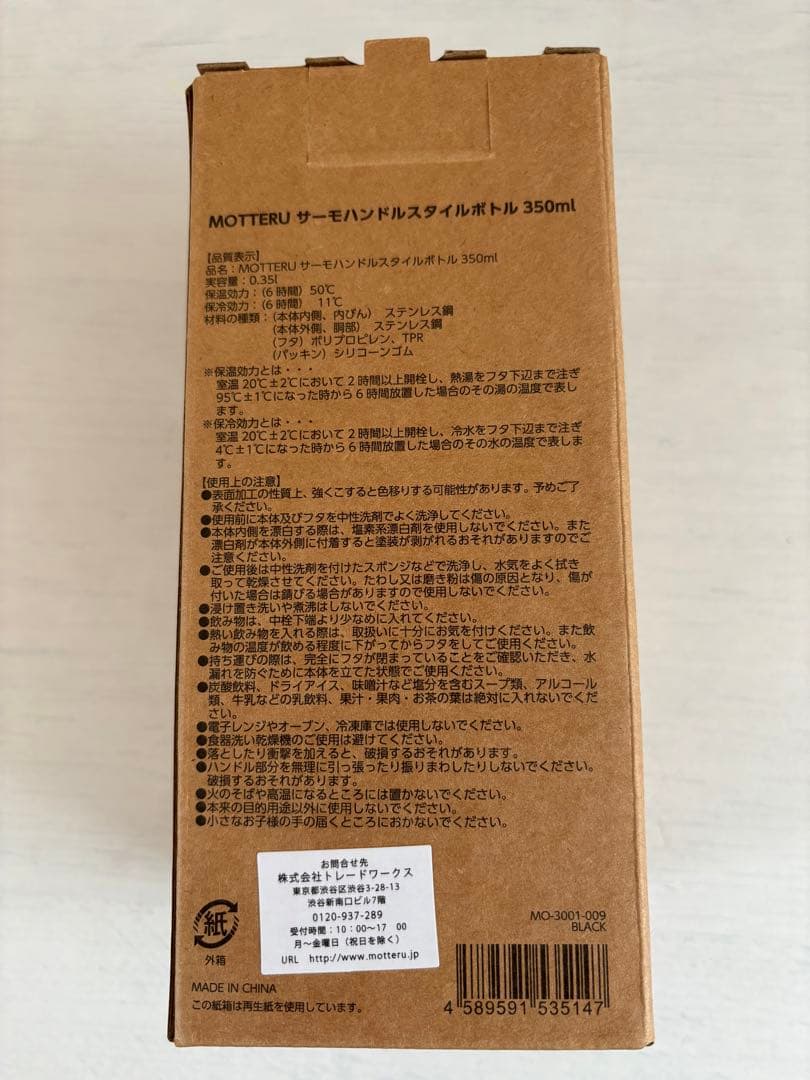 MOTTERU サーモハンドルスタイルボトル 350ml
【品質表示】
品名：MOTTERU サーモハンドルスタイルボトル 350ml
実容量：0.35l
保温効力：（6時間）50℃
保冷効力：（6時間） 11℃
材料の種類：（本体内側、内びん） ステンレス鋼
（本体外側、胴部） ステンレス鋼
（フタ）ポリプロピレン、TPR
（パッキン）シリコーンゴム
※保温効力とは・・・
室温 20℃±2℃において 2 時間以上開栓し、熱湯をフタ下辺まで注ぎ
95℃±1℃になった時から 6 時間放置した場合のその湯の温度で表し
ます。
※保冷効力とは・・・
室温 20℃±2℃において 2 時間以上開栓し、冷水をフタ下辺まで注ぎ
4℃±1℃になった時から 6 時間放置した場合のその水の温度で表しま
す。
【使用上の注意】
●表面加工の性質上、強くこすると色移りする可能性があります。予めご了
承ください。
●使用前に本体及びフタを中性洗剤でよく洗浄してください。
●本体内側を漂白する際は、塩素系漂白剤を使用しないでください。また
漂白剤が本体外側に付着すると塗装が剥がれるおそれがありますのでご
注意ください。
●ご使用後は中性洗剤を付けたスポンジなどで洗浄し、水気をよく拭き
取って乾燥させてください。たわし又は磨き粉は傷の原因となり、傷が
付いた場合は錆びる場合がありますので使用しないでください。
●浸け置き洗いや煮沸はしないでください。
●飲み物は、中栓下端より少なめに入れてください。
●熱い飲み物を入れる際は、取扱いに十分にお気を付けください。また飲
み物の温度が飲める程度に下がってからフタをしてご使用ください。
●持ち運びの際は、完全にフタが閉まっていることをご確認いただき、水
漏れを防ぐために本体を立てた状態でご使用ください。
●炭酸飲料、ドライアイス、味噌汁など塩分を含むスープ類、アルコール
類、牛乳などの乳飲料、果汁・果肉・お茶の葉は絶対に入れないでくだ
さい。
●電子レンジやオーブン、冷凍庫では使用しないでください。
●食器洗い乾燥機のご使用は避けてください。
●落としたり衝撃を加えると、破損するおそれがあります。
●ハンドル部分を無理に引っ張ったり振りまわしたりしないでください。
破損するおそれがあります。
●火のそばや高温になるところには置かないでください。
●本来の目的用途以外に使用しないでください。
●小さなお子様の手の届くところにおかないでください。
お問合せ先
株式会社トレードワークス
東京都渋谷区渋谷3-28-13
渋谷新南口ビル7階
0120-937-289
受付時間：10：00〜17 00
月〜金曜日（祝日を除く）
URL http://www.motteru.jp
紙
外箱
MADE IN CHINA
この紙箱は再生紙を使用しています。
MO-3001-009
BLACK
4 589591 535147